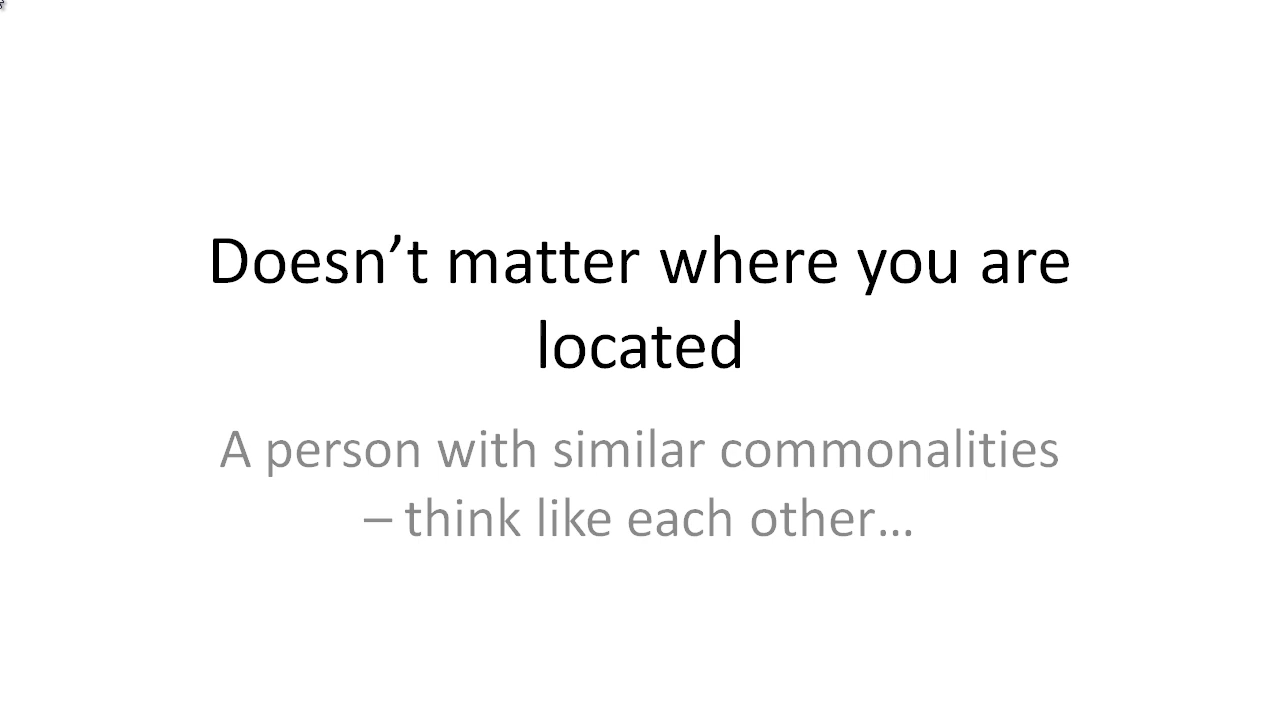 Doesn’t matter where you are
located
A person with similar commonalities
– think like each other…